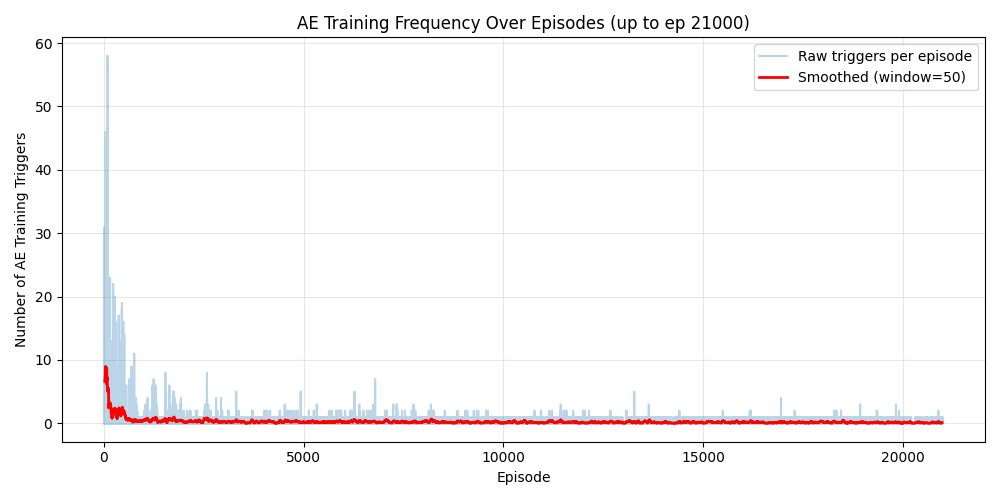 AE Training Frequency Over Episodes (up to ep 21000)
Raw triggers per episode
Smoothed (window=50)
Number of AE Training Triggers
60
50
40
30
20
10
0
0
5000
10000
15000
20000
Episode